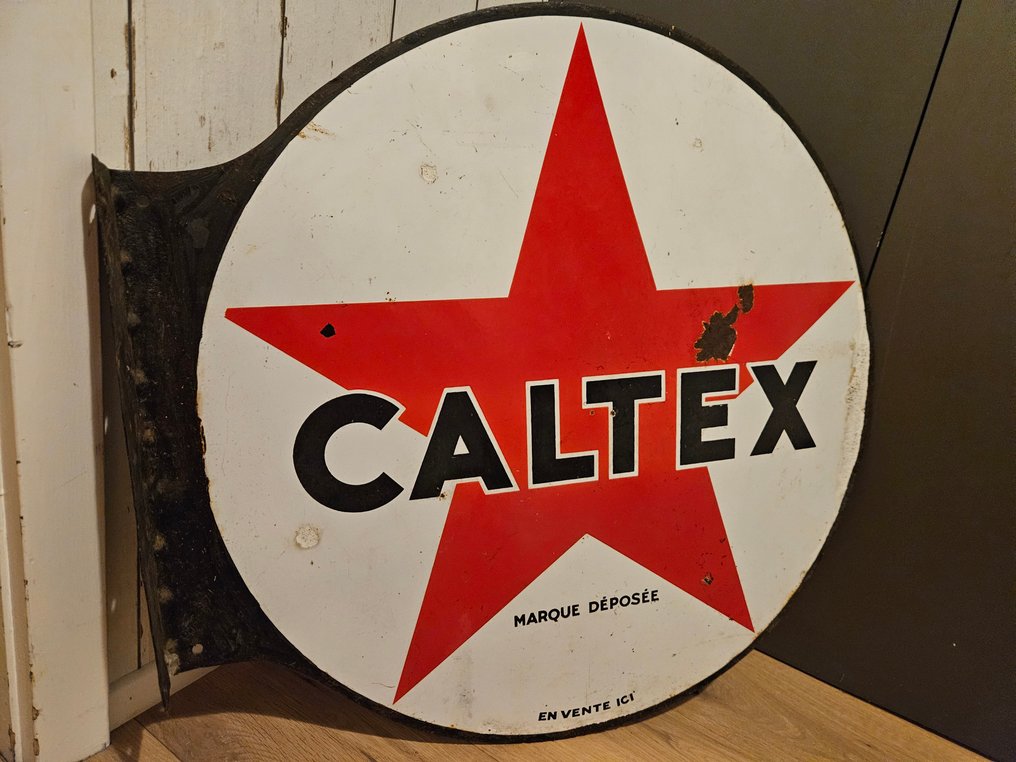 CALTEX
MARQUE DÉPOSÉE
EN VENTE ICI